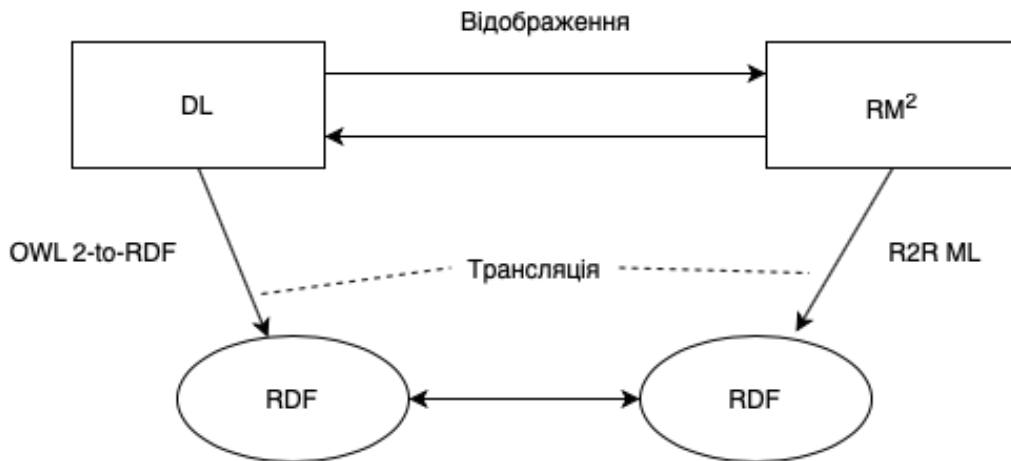 Відображення
DL
RM²
OWL 2-to-RDF
Трансляція
R2R ML
RDF
RDF